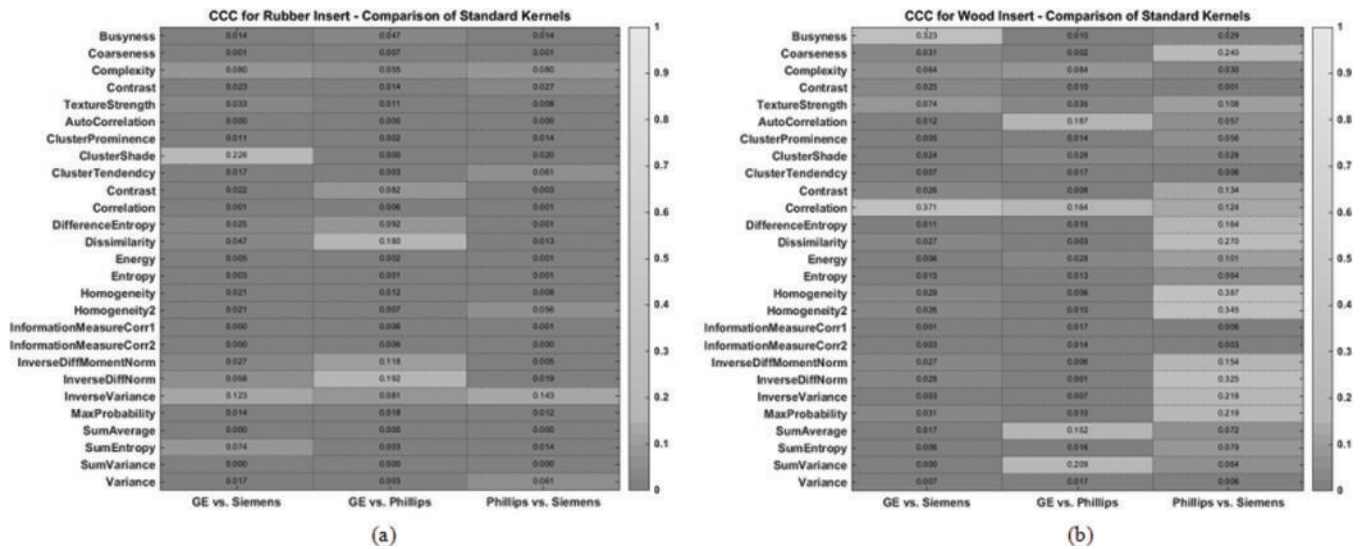 CCC for Rubber Insert - Comparison of Standard Kernels
Busyness 0.014 0.047 0.014
Coarseness 0.001 0.007 0.001
Complexity 0.080 0.055 0.080
Contrast 0.023 0.014 0.027
TextureStrength 0.033 0.011 0.008
AutoCorrelation 0.000 0.000 0.000
ClusterProminence 0.011 0.002 0.014
ClusterShade 0.228 0.000 0.020
ClusterTendendcy 0.017 0.003 0.061
Contrast 0.022 0.082 0.003
Correlation 0.001 0.006 0.001
DifferenceEntropy 0.025 0.092 0.001
Dissimilarity 0.047 0.180 0.013
Energy 0.005 0.002 0.001
Entropy 0.003 0.001 0.001
Homogeneity 0.021 0.012 0.008
Homogeneity2 0.021 0.007 0.056
InformationMeasureCorr1 0.000 0.006 0.001
InformationMeasureCorr2 0.000 0.006 0.000
InverseDiffMomentNorm 0.027 0.118 0.005
InverseDiffNorm 0.058 0.192 0.019
InverseVariance 0.123 0.081 0.143
MaxProbability 0.014 0.018 0.012
SumAverage 0.000 0.000 0.000
SumEntropy 0.074 0.003 0.014
SumVariance 0.000 0.000 0.000
Variance 0.017 0.003 0.061
GE vs. Siemens GE vs. Phillips Phillips vs. Siemens
1
0.9
0.8
0.7
0.6
0.5
0.4
0.3
0.2
0.1
0
(a)
CCC for Wood Insert - Comparison of Standard Kernels
Busyness 0.323 0.010 0.029
Coarseness 0.031 0.002 0.240
Complexity 0.064 0.084 0.030
Contrast 0.025 0.010 0.001
TextureStrength 0.074 0.035 0.108
AutoCorrelation 0.012 0.187 0.057
ClusterProminence 0.005 0.014 0.056
ClusterShade 0.024 0.028 0.028
ClusterTendendcy 0.007 0.017 0.006
Contrast 0.026 0.008 0.134
Correlation 0.371 0.164 0.124
DifferenceEntropy 0.011 0.010 0.164
Dissimilarity 0.027 0.003 0.270
Energy 0.006 0.028 0.101
Entropy 0.015 0.013 0.064
Homogeneity 0.029 0.006 0.387
Homogeneity2 0.026 0.010 0.345
InformationMeasureCorr1 0.001 0.017 0.006
InformationMeasureCorr2 0.003 0.014 0.003
InverseDiffMomentNorm 0.027 0.006 0.154
InverseDiffNorm 0.028 0.001 0.325
InverseVariance 0.003 0.007 0.218
MaxProbability 0.031 0.010 0.219
SumAverage 0.017 0.072
SumEntropy 0.006 0.018 0.079
SumVariance 0.000 0.209 0.064
Variance 0.007 0.017 0.006
GE vs. Siemens GE vs. Phillips Phillips vs. Siemens
1
0.9
0.8
0.7
0.6
0.5
0.4
0.3
0.2
0.1
0
(b)